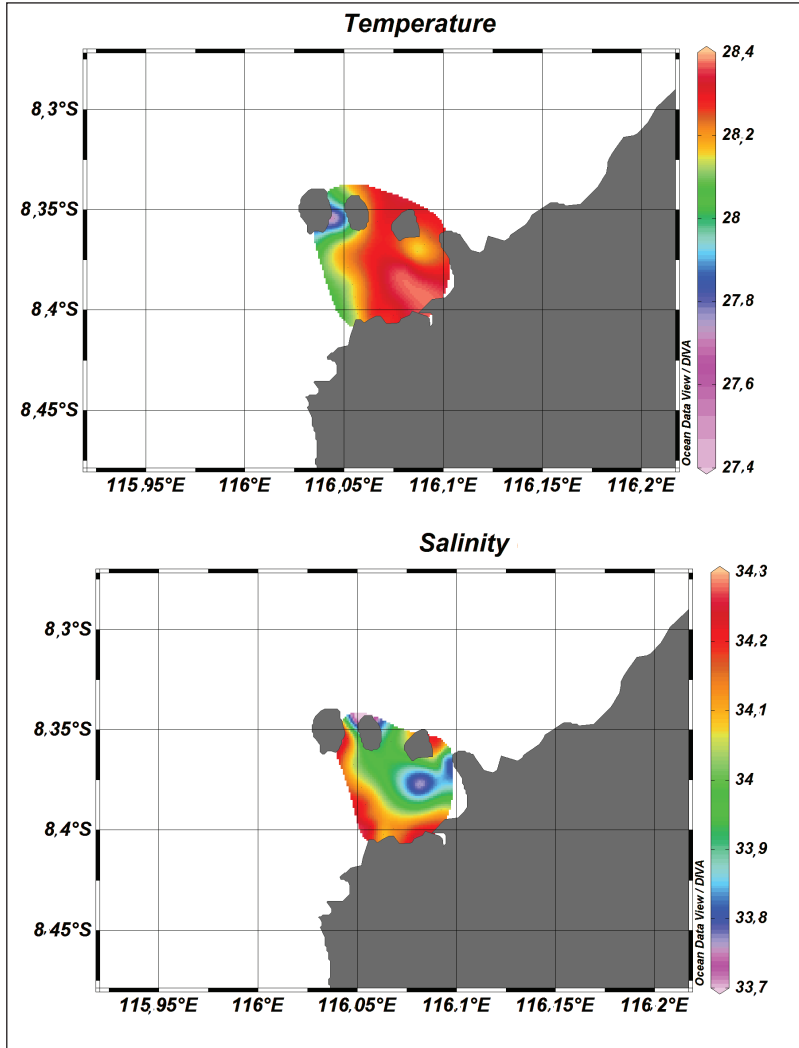 Temperature
28,4
8,3°S
28,2
8,35°S
28
8,4°S
27,8
27,6
8,45°S
Ocean Data View / DIVA
27,4
115,95°E 116°E 116,05°E 116,1°E 116,15°E 116,2°E
Salinity
34.3
8,3°S
34.2
34.1
8,35°S
34
8,4°S
33,9
8,45°S
33,8
Ocean Data View / DIVA
33,7
115,95°E 116°E 116,05°E 116,1°E 116,15°E 116,2°E